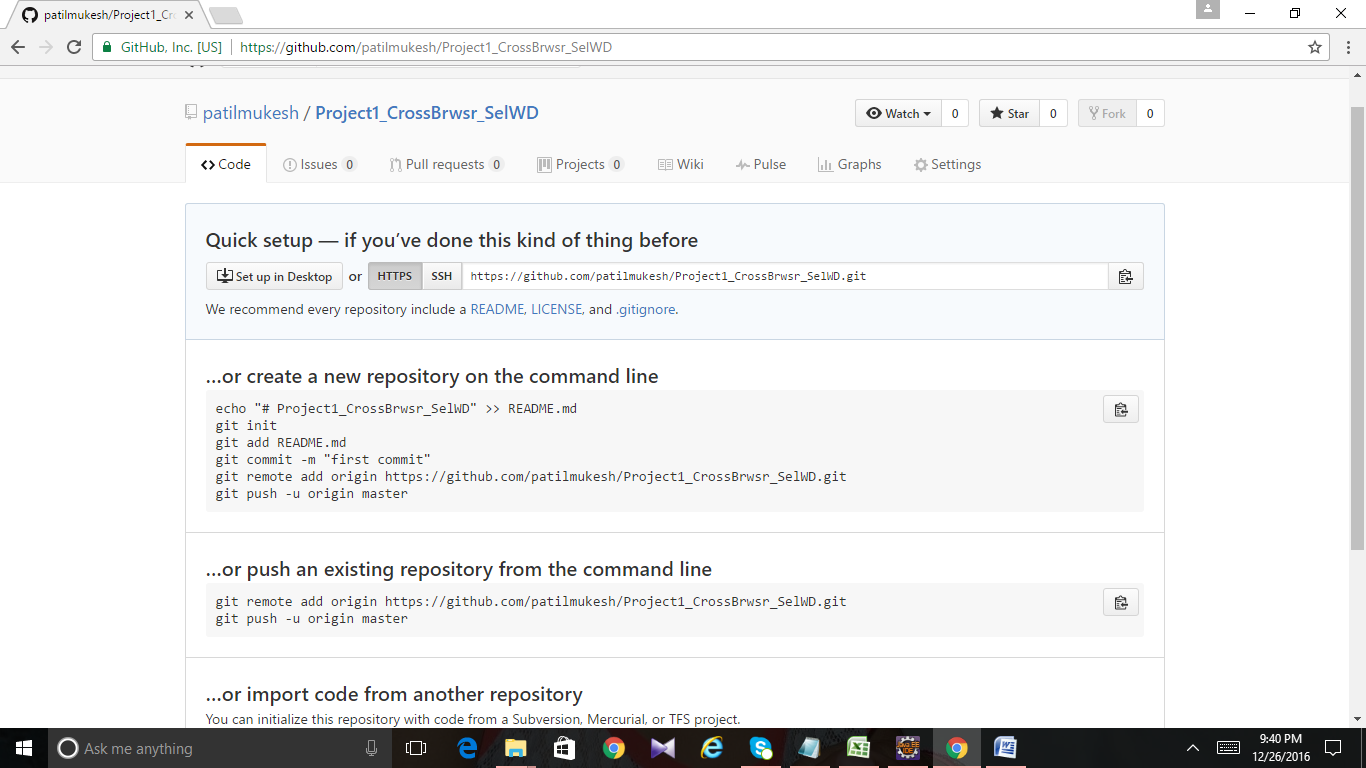 patilmukesh/Project1_Cr
GitHub, Inc. [US] https://github.com/patilmukesh/Project1_CrossBrwsr_SelWD
patilmukesh / Project1_CrossBrwsr_SelWD
Watch 0 Star 0 Fork 0
Code Issues 0 Pull requests 0 Projects 0 Wiki Pulse Graphs Settings
Quick setup — if you’ve done this kind of thing before
Set up in Desktop or HTTPS SSH https://github.com/patilmukesh/Project1_CrossBrwsr_SelWD.git
We recommend every repository include a README, LICENSE, and .gitignore.
…or create a new repository on the command line
echo "# Project1_CrossBrwsr_SelWD" >> README.md
git init
git add README.md
git commit -m "first commit"
git remote add origin https://github.com/patilmukesh/Project1_CrossBrwsr_SelWD.git
git push -u origin master
…or push an existing repository from the command line
git remote add origin https://github.com/patilmukesh/Project1_CrossBrwsr_SelWD.git
git push -u origin master
…or import code from another repository
You can initialize this repository with code from a Subversion, Mercurial, or TFS project.
Ask me anything
9:40 PM
12/26/2016